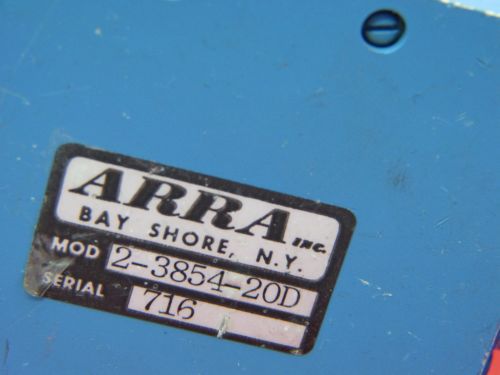 ARRA INC.
BAY SHORE, N.Y.
MOD 2-3854-20D
SERIAL 716